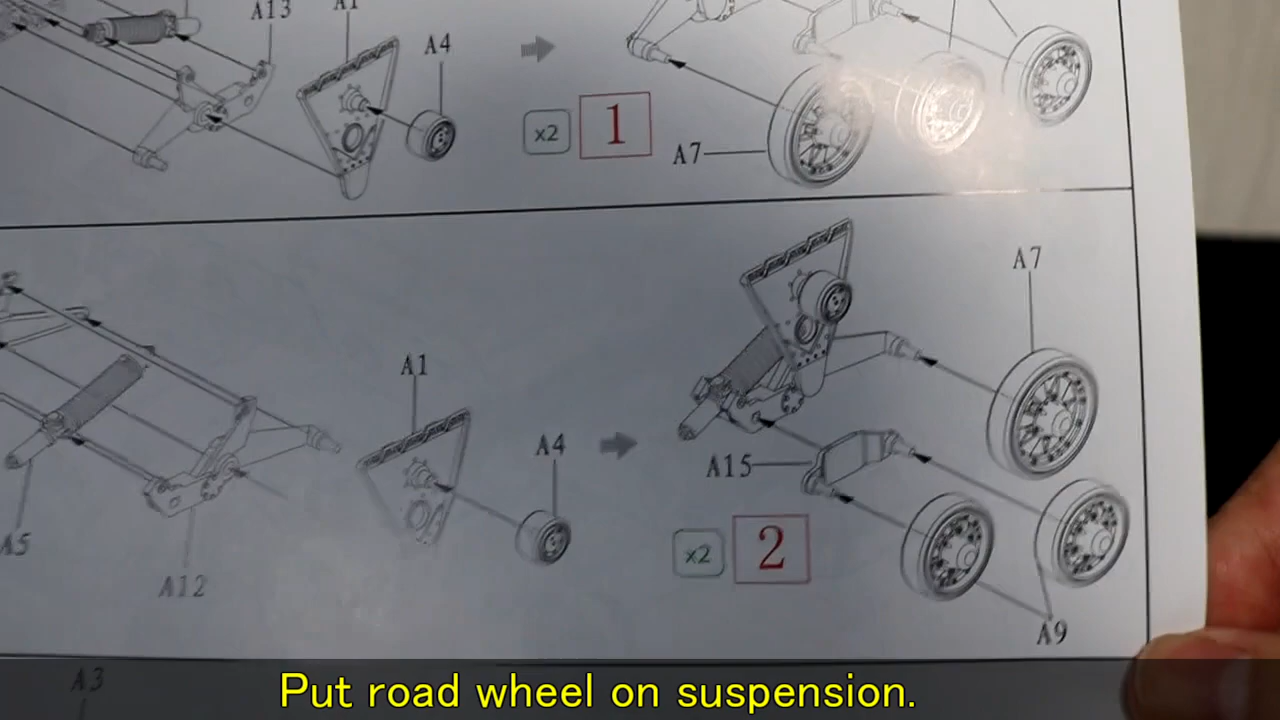 A13
A1
A4
x2
1
A7
A7
A1
A4
A15
A5
A12
x2
2
A9
A3
Put road wheel on suspension.